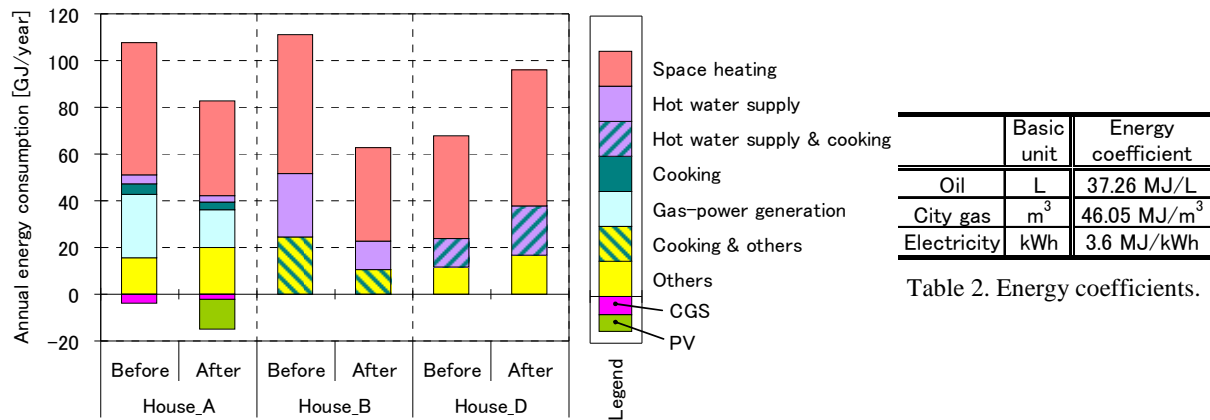 Annual energy consumption [GJ/year]
120
100
80
60
40
20
0
-20
Before After Before After Before After
House_A House_B House_D
Space heating
Hot water supply
Hot water supply & cooking
Cooking
Gas-power generation
Cooking & others
Others
CGS
PV
Legend
Basic unit Energy coefficient
Oil L 37.26 MJ/L
City gas m³ 46.05 MJ/m³
Electricity kWh 3.6 MJ/kWh
Table 2. Energy coefficients.